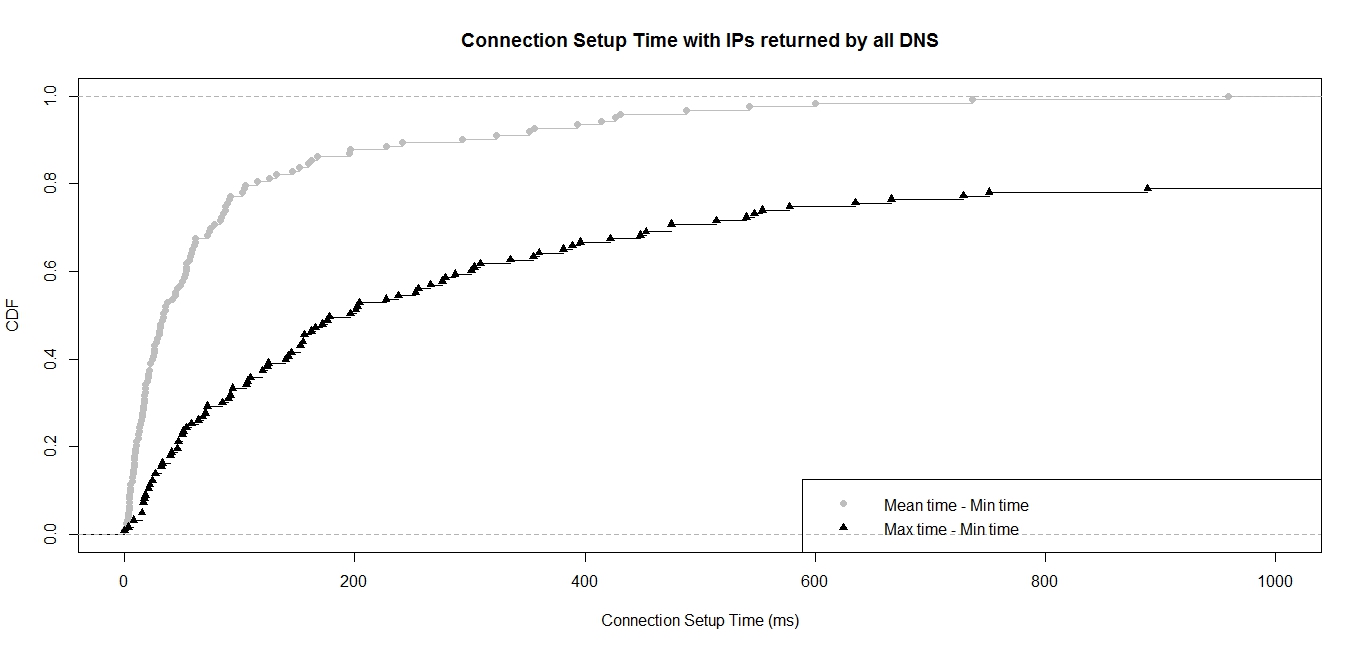 Connection Setup Time with IPs returned by all DNS
1.0
0.8
0.6
0.4
0.2
0.0
CDF
Mean time - Min time
Max time - Min time
0 200 400 600 800 1000
Connection Setup Time (ms)